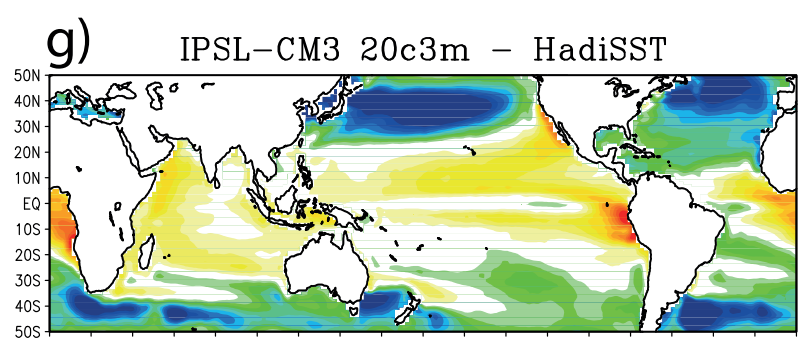 g)
IPSL-CM3 20c3m - HadiSST
50N
40N
30N
20N
10N
EQ
10S
20S
30S
40S
50S